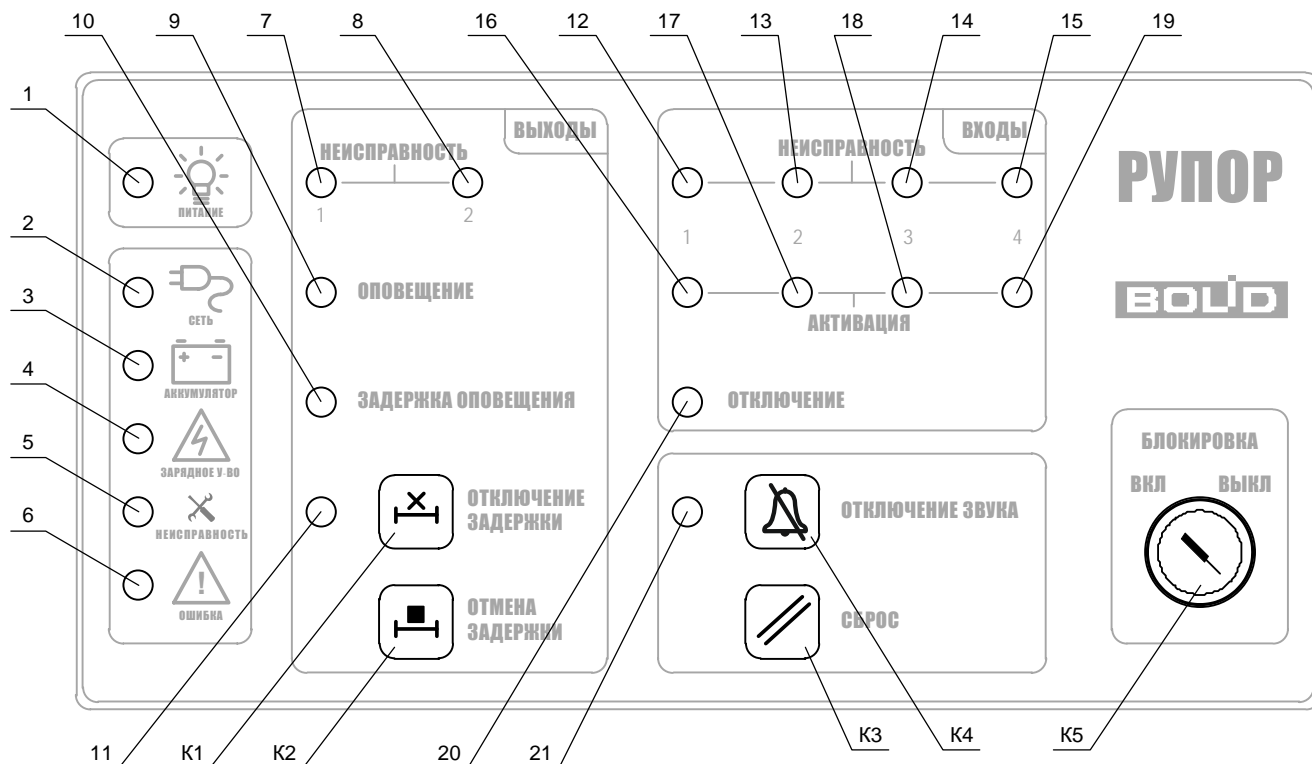 10 9 7 8 16 12 17 13 18 14 15 19
1
ВЫХОДЫ
ВХОДЫ
НЕИСПРАВНОСТЬ
НЕИСПРАВНОСТЬ
РУПОР
ПИТАНИЕ
1 2
2
1 2 3 4
СЕТЬ
ОПОВЕЩЕНИЕ
BOLID
3
АКТИВАЦИЯ
+ -
АККУМУЛЯТОР
4
ЗАДЕРЖКА ОПОВЕЩЕНИЯ
ОТКЛЮЧЕНИЕ
5
ЗАРЯДНОЕ У-ВО
БЛОКИРОВКА
ВКЛ ВЫКЛ
6
НЕИСПРАВНОСТЬ
ОТКЛЮЧЕНИЕ
ЗАДЕРЖКИ
ОТКЛЮЧЕНИЕ ЗВУКА
!
ОШИБКА
ОТМЕНА
ЗАДЕРЖКИ
СБРОС
11 К1 К2 20 21 К3 К4 К5